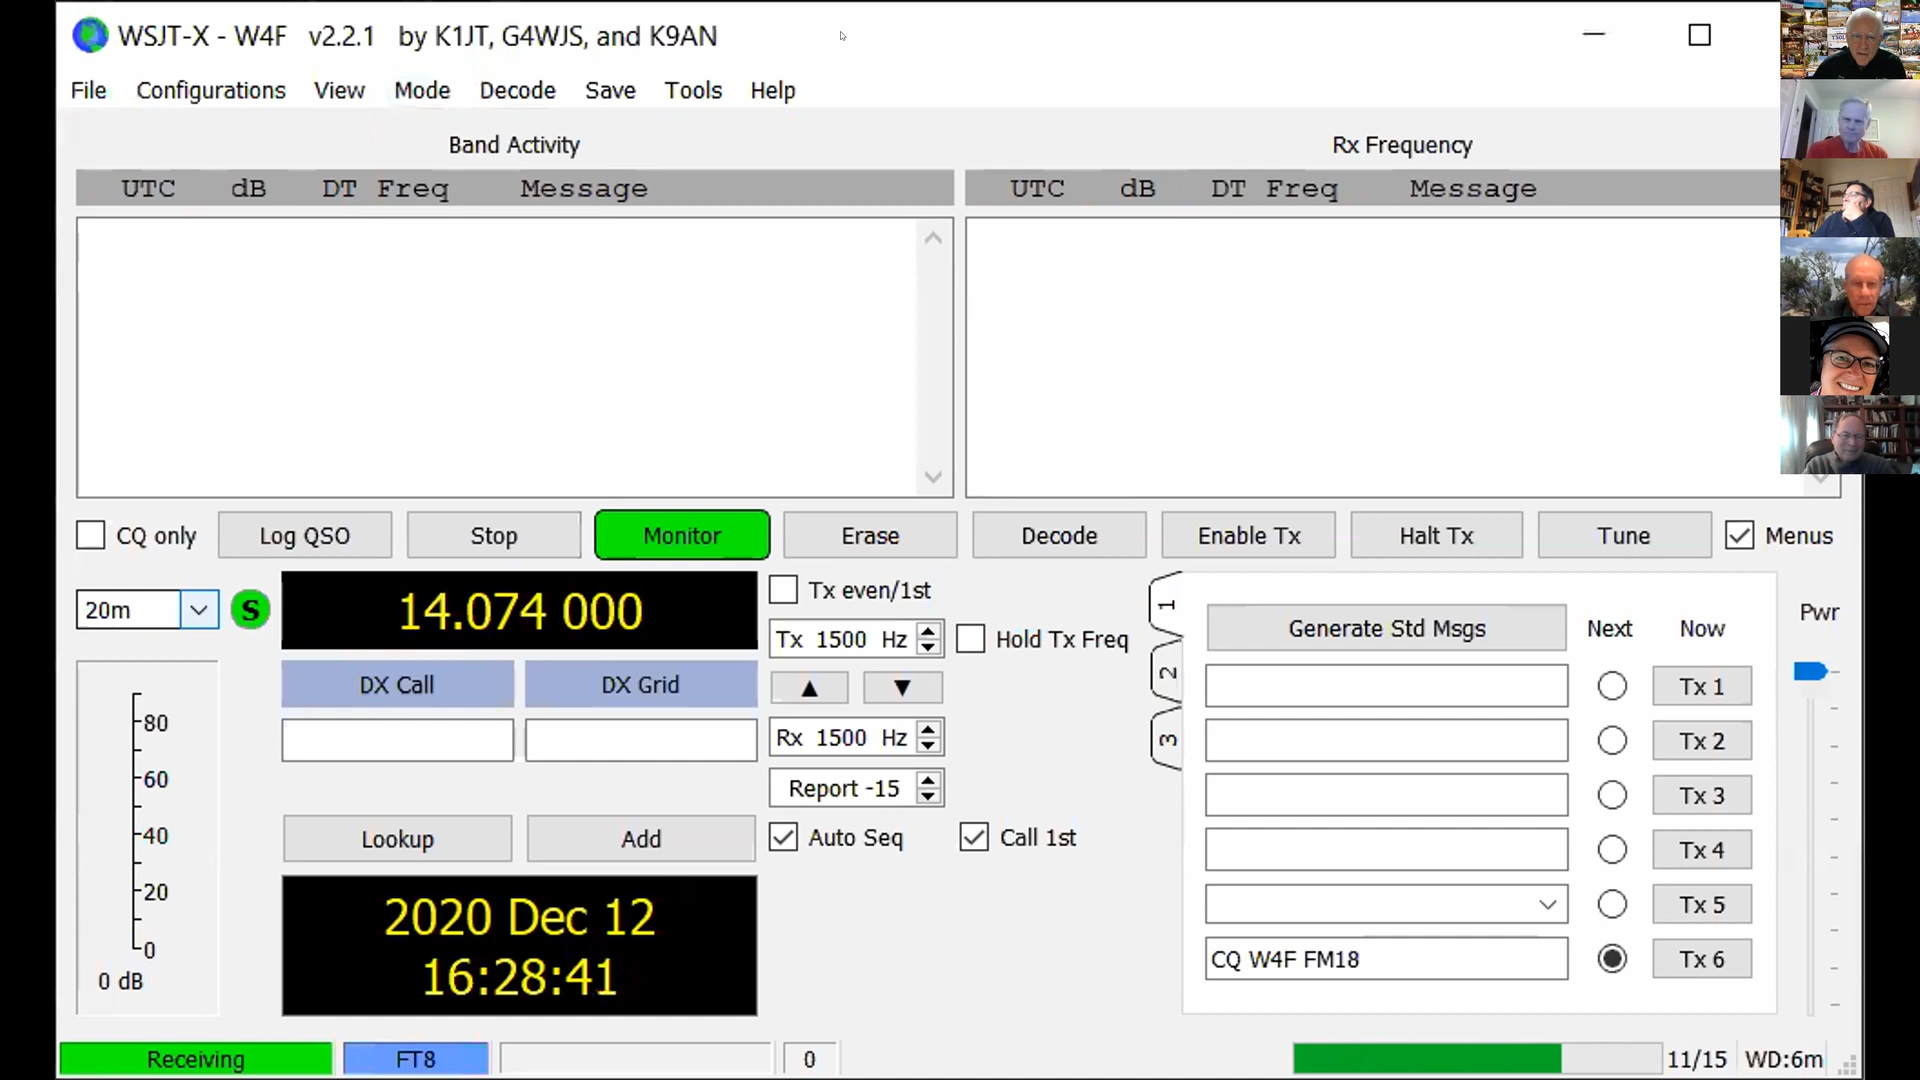 WSJT-X - W4F v2.2.1 by K1JT, G4WJS, and K9AN
File Configurations View Mode Decode Save Tools Help
Band Activity
Rx Frequency
UTC dB DT Freq Message
UTC dB DT Freq Message
CQ only Log QSO Stop Monitor Erase Decode Enable Tx Halt Tx Tune Menus
20m
S
14.074 000
Tx even/1st
Tx 1500 Hz
Hold Tx Freq
DX Call
DX Grid
▲
▼
Rx 1500 Hz
Report -15
Lookup
Add
Auto Seq
Call 1st
80
60
40
20
0
0 dB
2020 Dec 12
16:28:41
1
2
3
Generate Std Msgs
Next
Now
Pwr
Tx 1
Tx 2
Tx 3
Tx 4
Tx 5
CQ W4F FM18
Tx 6
Receiving
FT8
0
11/15
WD:6m